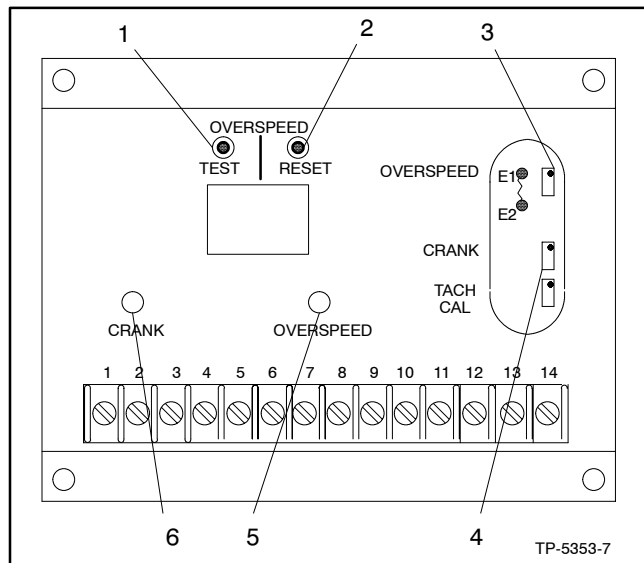 1 2 3
OVERSPEED
TEST RESET
OVERSPEED E1
E2
CRANK
TACH
CAL
CRANK OVERSPEED
1 2 3 4 5 6 7 8 9 10 11 12 13 14
6 5 4
TP-5353-7